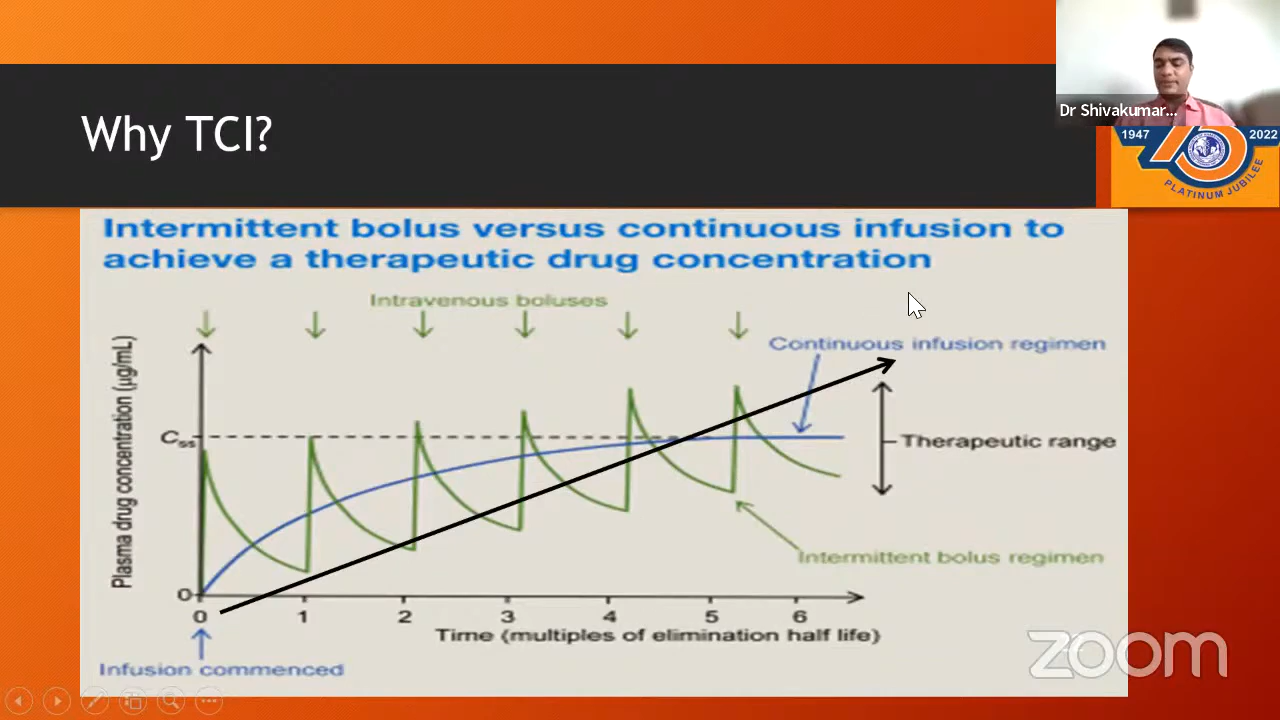 Why TCI?
Dr Shivakumar...
1947
2022
PLATINUM JUBILEE
Intermittent bolus versus continuous infusion to
achieve a therapeutic drug concentration
Intravenous boluses
Continuous infusion regimen
Plasma drug concentration (µg/mL)
Css
Therapeutic range
Intermittent bolus regimen
0
0 1 2 3 4 5 6
Time (multiples of elimination half life)
Infusion commenced
zoom